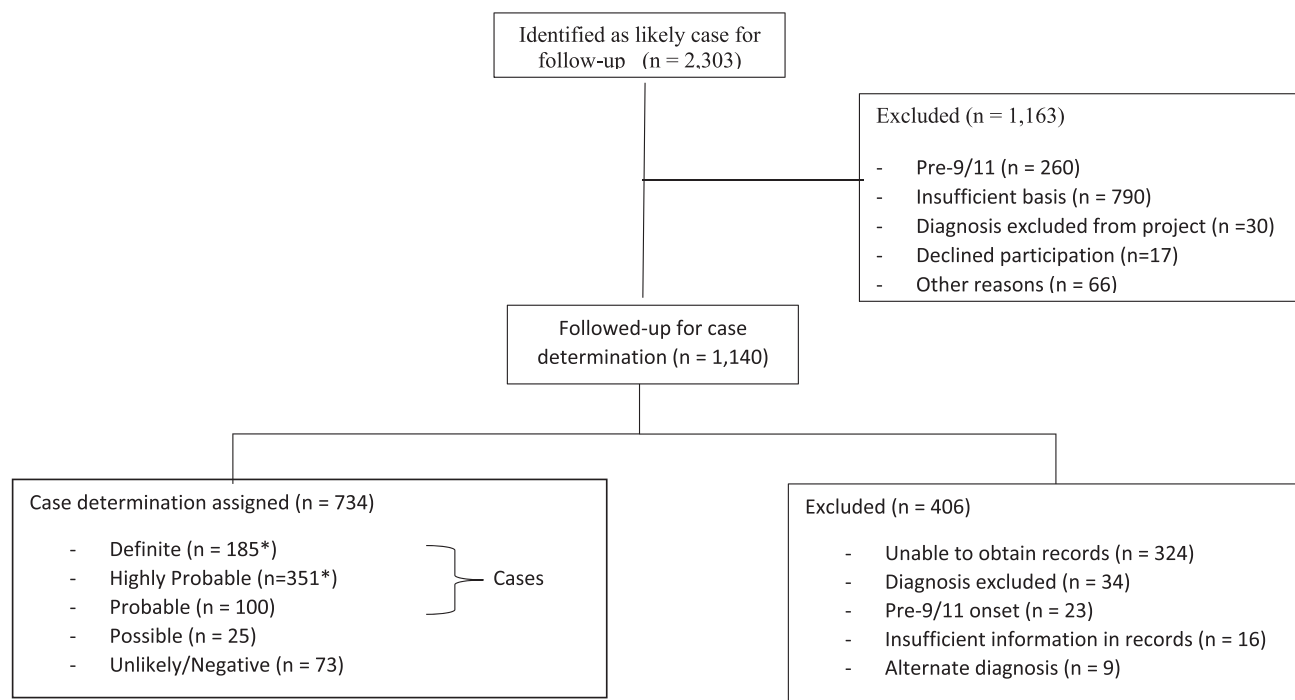 Identified as likely case for
follow-up (n = 2,303)
Excluded (n = 1,163)
- Pre-9/11 (n = 260)
- Insufficient basis (n = 790)
- Diagnosis excluded from project (n =30)
- Declined participation (n=17)
- Other reasons (n = 66)
Followed-up for case
determination (n = 1,140)
Case determination assigned (n = 734)
- Definite (n = 185*)
- Highly Probable (n=351*)
- Probable (n = 100)
- Possible (n = 25)
- Unlikely/Negative (n = 73)
Cases
Excluded (n = 406)
- Unable to obtain records (n = 324)
- Diagnosis excluded (n = 34)
- Pre-9/11 onset (n = 23)
- Insufficient information in records (n = 16)
- Alternate diagnosis (n = 9)